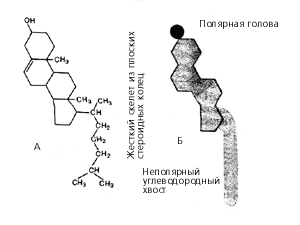 OH
CH₃
CH₃
CH₃
CH
CH₂
CH₂
CH₂
CH
CH₃
CH₃
А
Жесткий скелет из плоских
стероидных колец
Полярная голова
Б
Неполярный
углеводородный
хвост